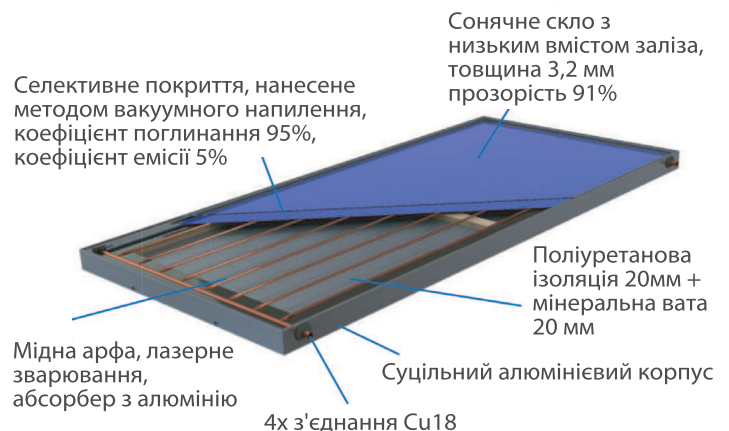 Сонячне скло з
низьким вмістом заліза,
товщина 3,2 мм
прозорість 91%
Селективне покриття, нанесене
методом вакуумного напилення,
коефіцієнт поглинання 95%,
коефіцієнт емісії 5%
Поліуретанова
ізоляція 20мм +
мінеральна вата
20 мм
Мідна арфа, лазерне
зварювання,
абсорбер з алюмінію
Суцільний алюмінієвий корпус
4х з'єднання Cu18